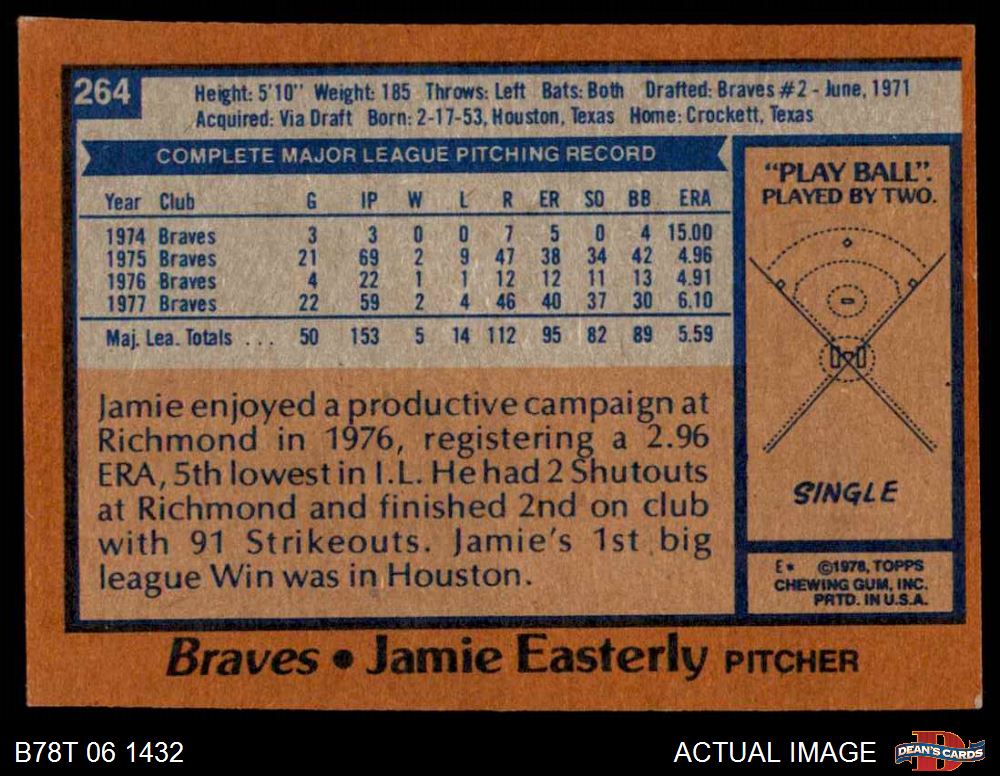 264
Height: 5'10" Weight: 185 Throws: Left Bats: Both Drafted: Braves #2 - June, 1971
Acquired: Via Draft Born: 2-17-53, Houston, Texas Home: Crockett, Texas
COMPLETE MAJOR LEAGUE PITCHING RECORD
Year Club G IP W L R ER SO BB ERA
1974 Braves 3 3 0 0 7 5 0 4 15.00
1975 Braves 21 69 2 9 47 38 34 42 4.96
1976 Braves 4 22 1 1 12 12 11 13 4.91
1977 Braves 22 59 2 4 46 40 37 30 6.10
Maj. Lea. Totals ... 50 153 5 14 112 95 82 89 5.59
Jamie enjoyed a productive campaign at
Richmond in 1976, registering a 2.96
ERA, 5th lowest in I.L. He had 2 Shutouts
at Richmond and finished 2nd on club
with 91 Strikeouts. Jamie's 1st big
league Win was in Houston.
"PLAY BALL".
PLAYED BY TWO.
SINGLE
E* ©1978, TOPPS
CHEWING GUM, INC.
PRTD. IN U.S.A.
Braves • Jamie Easterly PITCHER
B78T 06 1432
ACTUAL IMAGE
DEAN'S CARDS